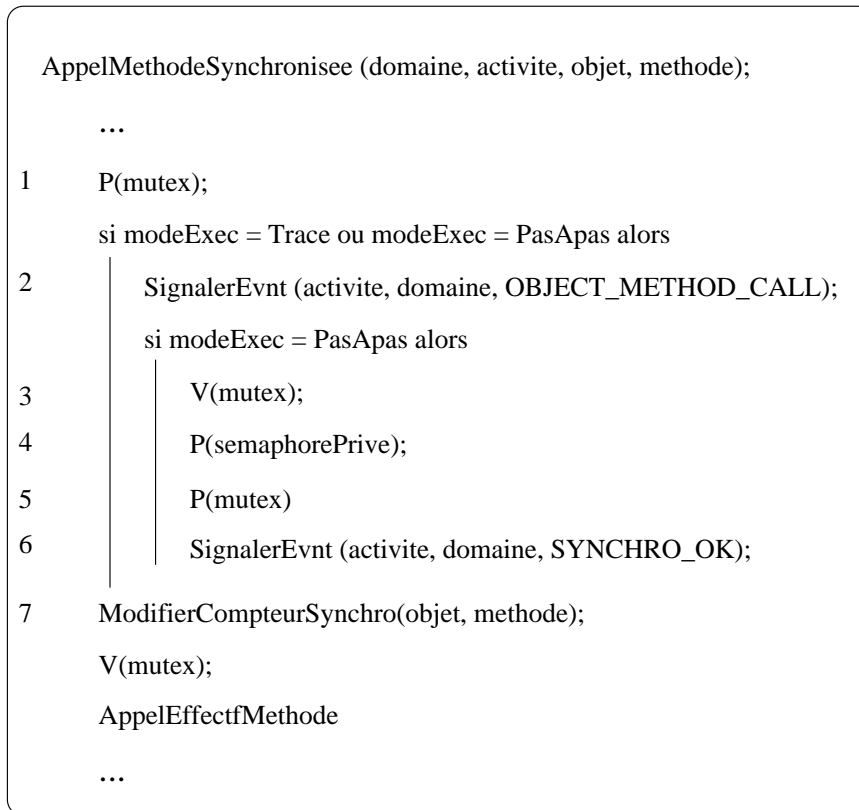 AppelMethodeSynchronisee (domaine, activite, objet, methode);
...
1 P(mutex);
si modeExec = Trace ou modeExec = PasApas alors
2 SignalerEvnt (activite, domaine, OBJECT_METHOD_CALL);
si modeExec = PasApas alors
3 V(mutex);
4 P(semaphorePrive);
5 P(mutex)
6 SignalerEvnt (activite, domaine, SYNCHRO_OK);
7 ModifierCompteurSynchro(objet, methode);
V(mutex);
AppelEffectfMethode
...